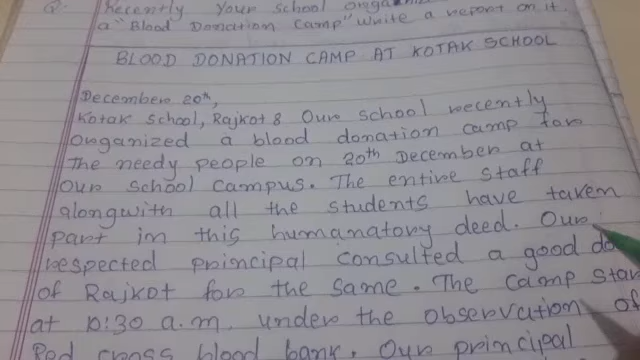 Q. Recently Your school
a "Blood Donation Camp" write a report on it.
BLOOD DONATION CAMP AT KOTAK SCHOOL
December 20th,
Kotak School, Rajkot : Our school recently
organized a blood donation camp for
the needy people on 20th December at
our school campus. The entire staff
alongwith all the students have taken
part in this humanatory deed. Our
respected principal consulted a good
of Rajkot for the same. The camp
at 10:30 a.m. under the observation of
Red cross blood bank. Our principal